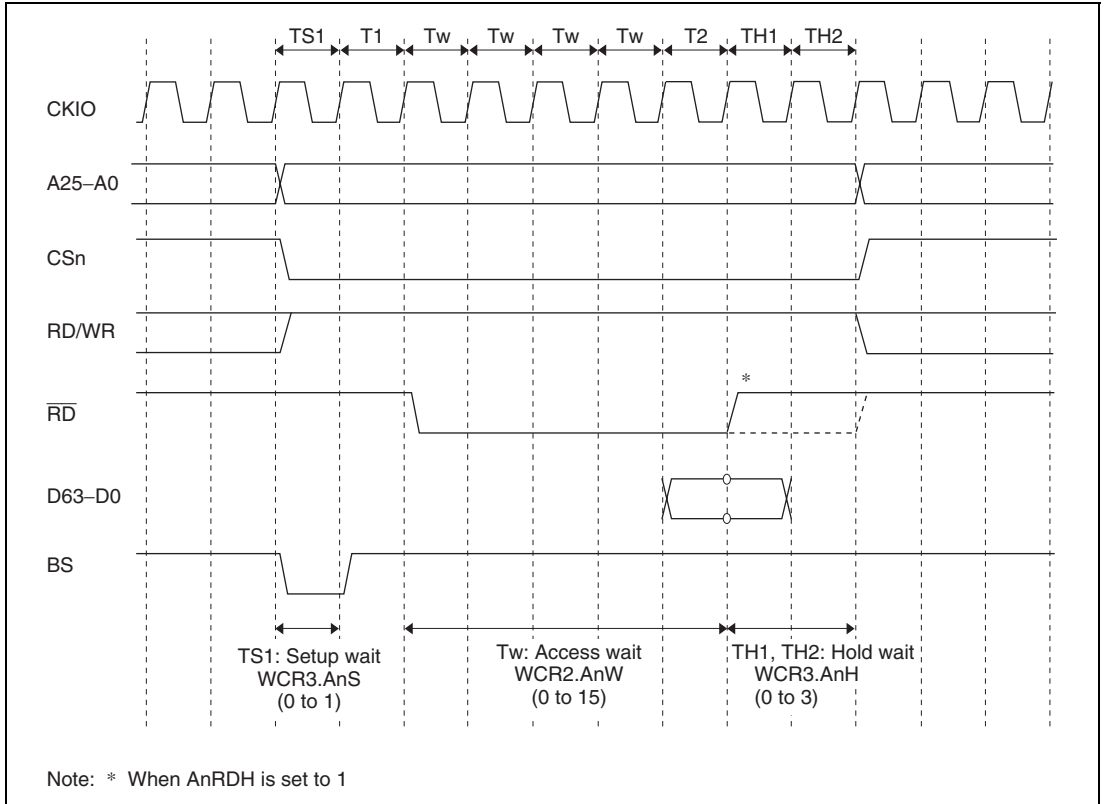 TS1 T1 Tw Tw Tw Tw T2 TH1 TH2
CKIO
A25–A0
CSn
RD/WR
*
RD
D63–D0
BS
TS1: Setup wait
WCR3.AnS
(0 to 1)
Tw: Access wait
WCR2.AnW
(0 to 15)
TH1, TH2: Hold wait
WCR3.AnH
(0 to 3)
Note: * When AnRDH is set to 1